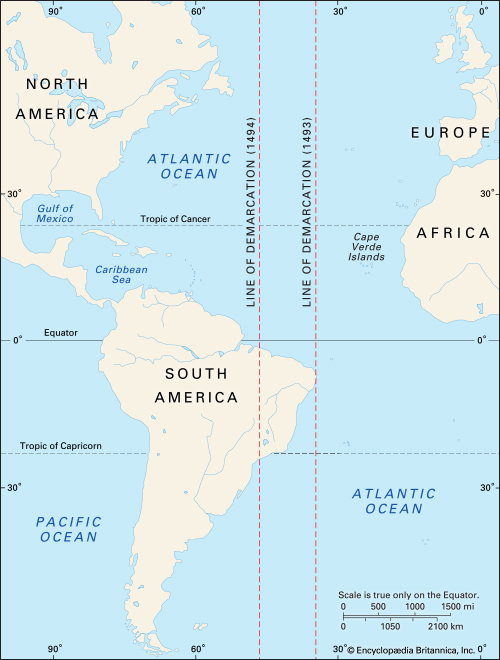 90°
60°
30°
0°
NORTH
AMERICA
EUROPE
ATLANTIC
OCEAN
LINE OF DEMARCATION (1494)
LINE OF DEMARCATION (1493)
30°
30°
Gulf of
Mexico
Tropic of Cancer
AFRICA
Cape
Verde
Islands
Caribbean
Sea
Equator
0°
0°
SOUTH
AMERICA
Tropic of Capricorn
30°
30°
ATLANTIC
OCEAN
PACIFIC
OCEAN
Scale is true only on the Equator.
0 500 1000 1500 mi
0 1050 2100 km
© Encyclopædia Britannica, Inc.
90°
60°
30°
0°